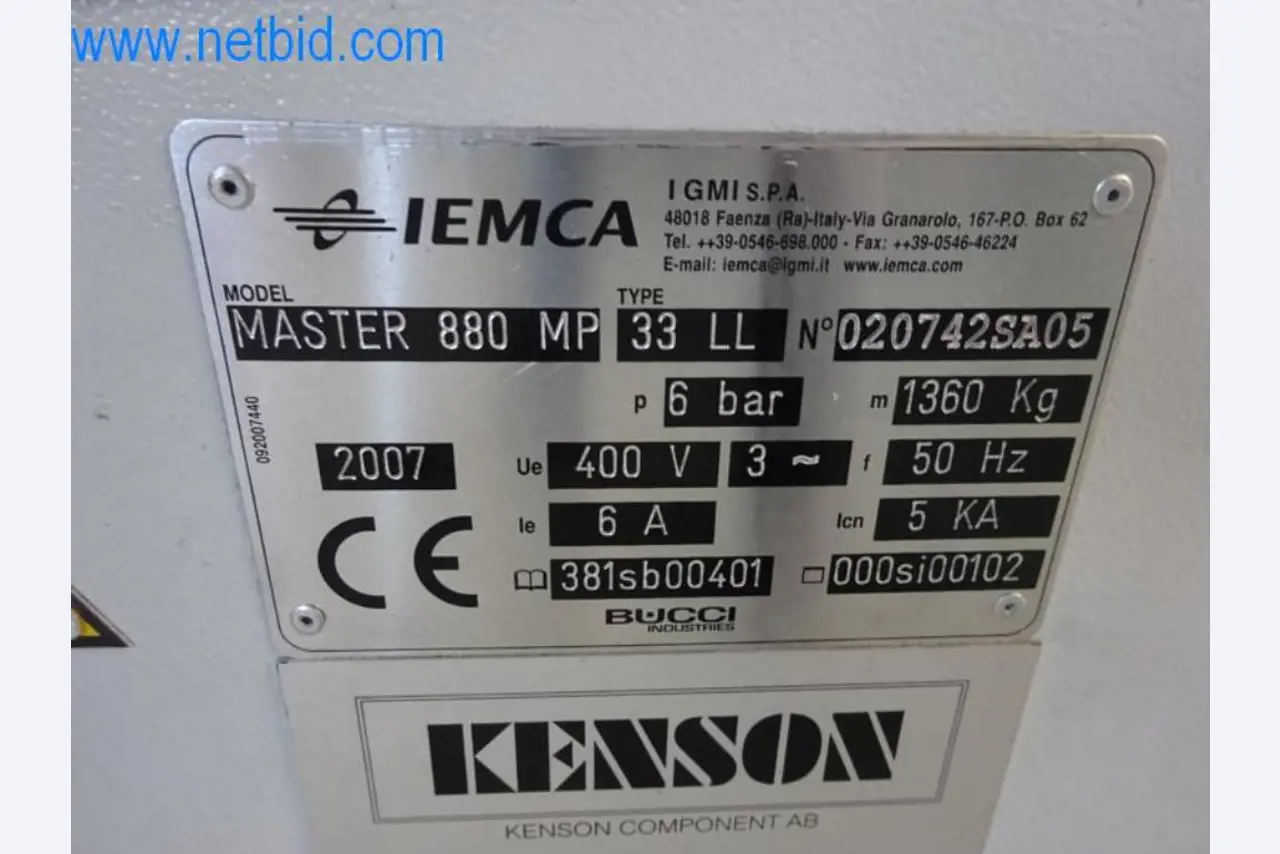 www.netbid.com
IEMCA
I GMI S.P.A.
48018 Faenza (Ra)-Italy-Via Granarolo, 167-P.O. Box 62
Tel. ++39-0546-698.000 - Fax: ++39-0546-46224
E-mail: iemca@igmi.it www.iemca.com
MODEL TYPE
MASTER 880 MP 33 LL N° 020742SA05
p 6 bar m 1360 Kg
092007440
2007 Ue 400 V 3 ~ f 50 Hz
CE Ie 6 A Icn 5 KA
381sb00401 000si00102
BUCCI
INDUSTRIES
KENSON
KENSON COMPONENT AB